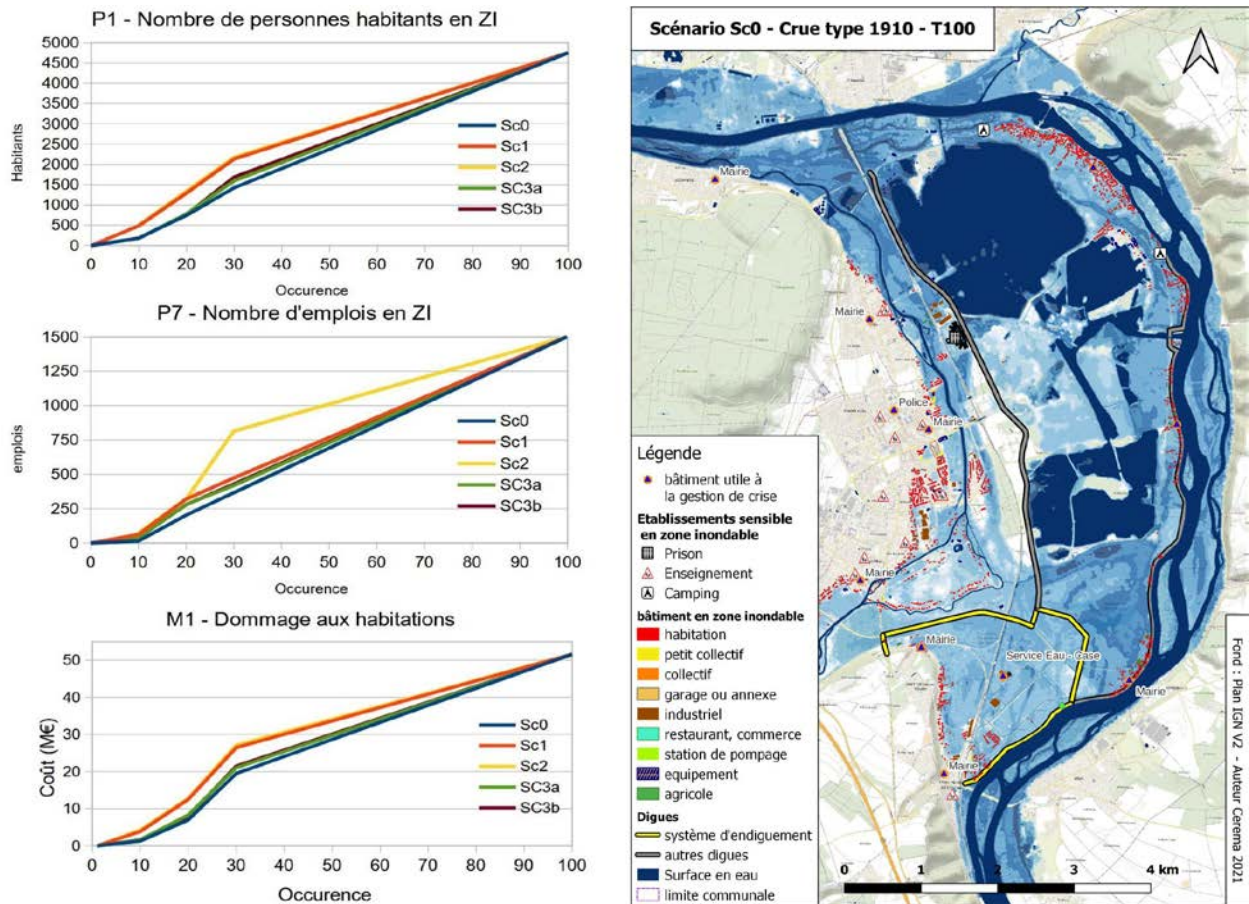 P1 - Nombre de personnes habitants en ZI
5000
4500
4000
3500
3000
2500
2000
1500
1000
500
0
Habitants
0 10 20 30 40 50 60 70 80 90 100
Occurence
Sc0
Sc1
Sc2
SC3a
SC3b
P7 - Nombre d'emplois en ZI
1500
1250
1000
750
500
250
0
emplois
0 10 20 30 40 50 60 70 80 90 100
Occurence
Sc0
Sc1
Sc2
SC3a
SC3b
M1 - Dommage aux habitations
50
40
30
20
10
0
Coût (M€)
0 10 20 30 40 50 60 70 80 90 100
Occurence
Sc0
Sc1
Sc2
SC3a
SC3b
Scénario Sc0 - Crue type 1910 - T100
Mairie
Mairie
Police
Mairie
Mairie
Mairie
Service Eau - Case
Mairie
Mairie
Légende
bâtiment utile à
la gestion de crise
Etablissements sensible
en zone inondable
Prison
Enseignement
Camping
bâtiment en zone inondable
habitation
petit collectif
collectif
garage ou annexe
industriel
restaurant, commerce
station de pompage
equipement
agricole
Digues
système d'endiguement
autres digues
Surface en eau
limite communale
0 1 2 3 4 km
Fond : Plan IGN V2 - Auteur Cerema 2021